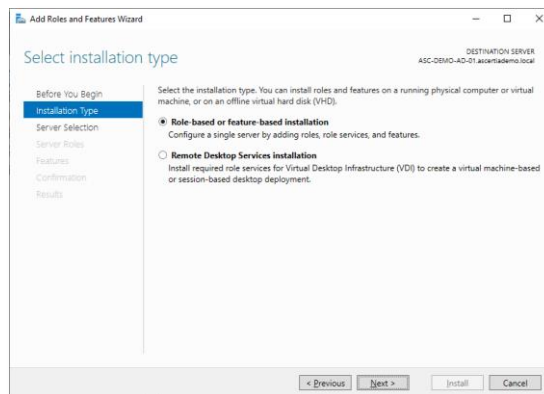 Add Roles and Features Wizard
Select installation type
DESTINATION SERVER
ASC-DEMO-AD-01.ascertiademo.local
Before You Begin
Installation Type
Server Selection
Server Roles
Features
Confirmation
Results
Select the installation type. You can install roles and features on a running physical computer or virtual
machine, or on an offline virtual hard disk (VHD).
Role-based or feature-based installation
Configure a single server by adding roles, role services, and features.
Remote Desktop Services installation
Install required role services for Virtual Desktop Infrastructure (VDI) to create a virtual machine-based
or session-based desktop deployment.
< Previous
Next >
Install
Cancel